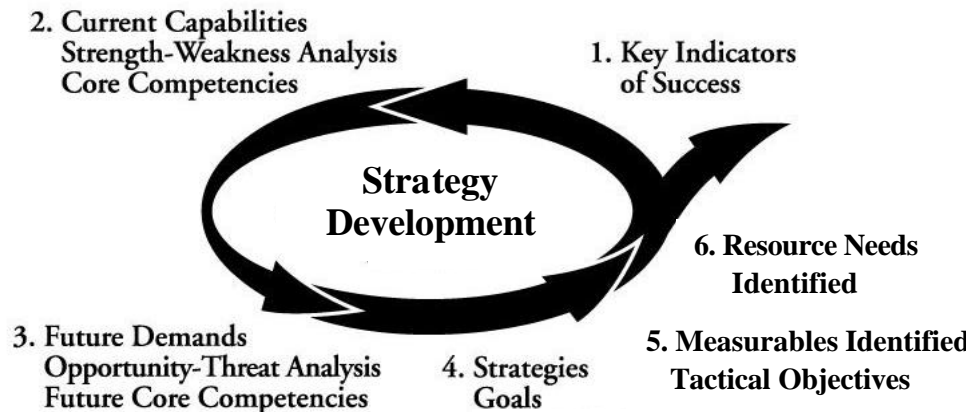 1. Key Indicators
of Success
2. Current Capabilities
Strength-Weakness Analysis
Core Competencies
Strategy
Development
3. Future Demands
Opportunity-Threat Analysis
Future Core Competencies
4. Strategies
Goals
5. Measurables Identified
Tactical Objectives
6. Resource Needs
Identified